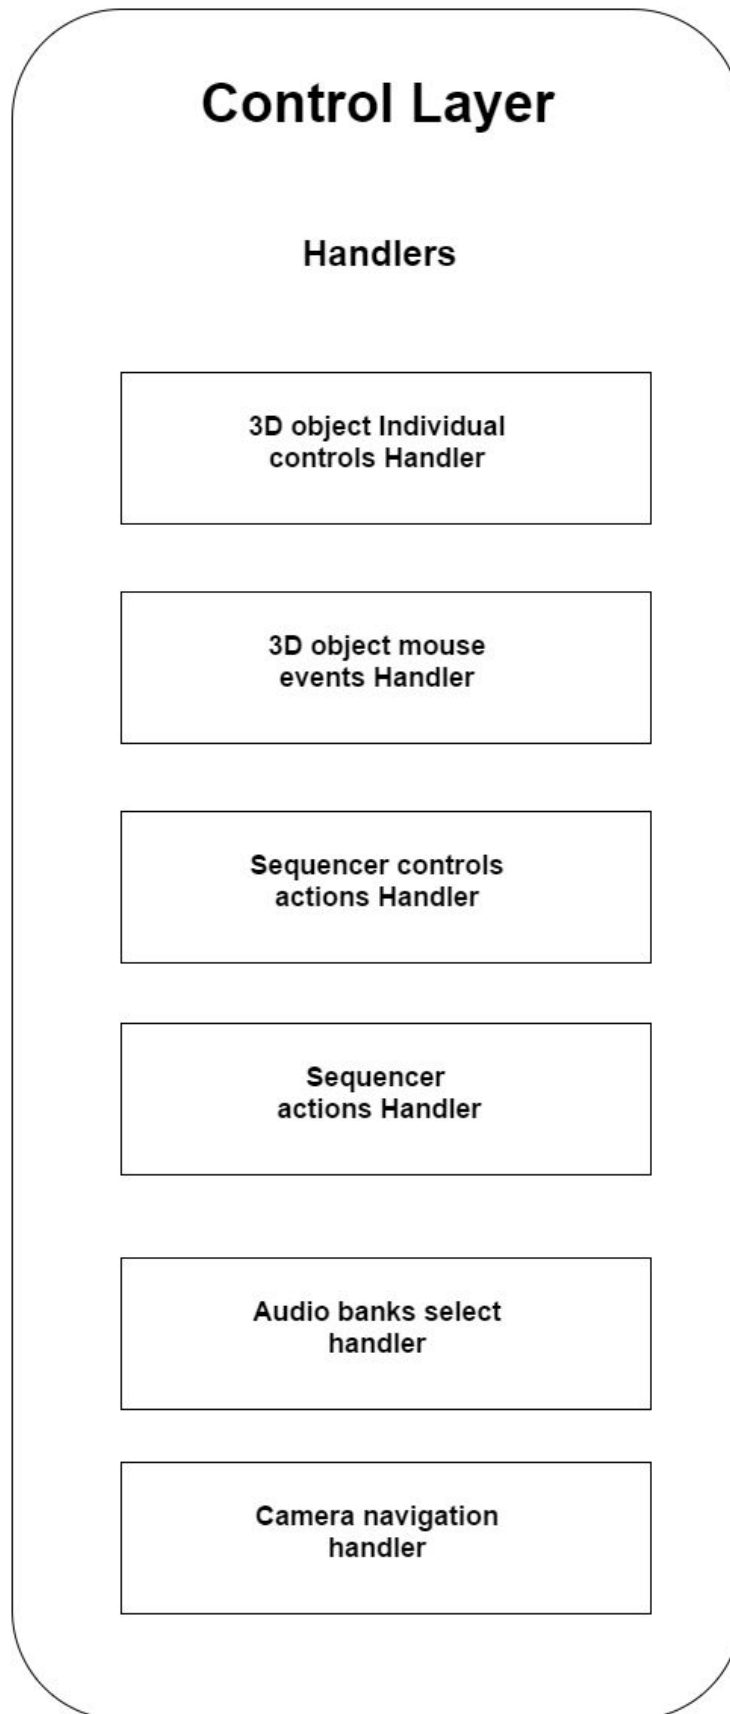 Control Layer
Handlers
3D object Individual
controls Handler
3D object mouse
events Handler
Sequencer controls
actions Handler
Sequencer
actions Handler
Audio banks select
handler
Camera navigation
handler